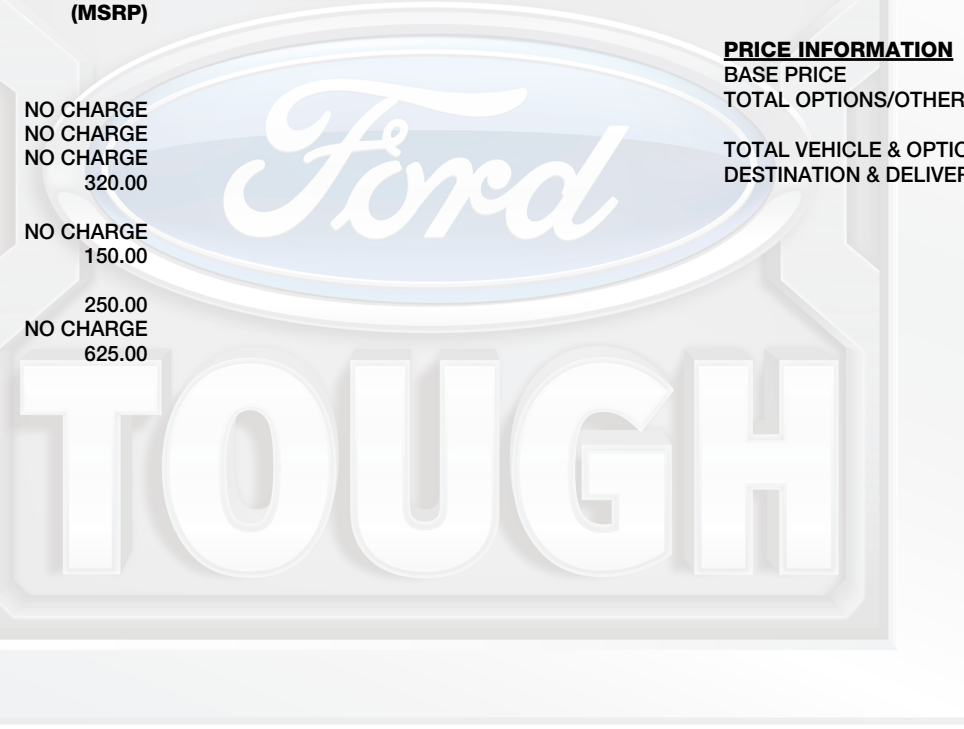 (MSRP)
NO CHARGE
NO CHARGE
NO CHARGE
320.00
NO CHARGE
150.00
250.00
NO CHARGE
625.00
PRICE INFORMATION
BASE PRICE
TOTAL OPTIONS/OTHER
TOTAL VEHICLE & OPTIO
DESTINATION & DELIVER
Ford
TOUGH